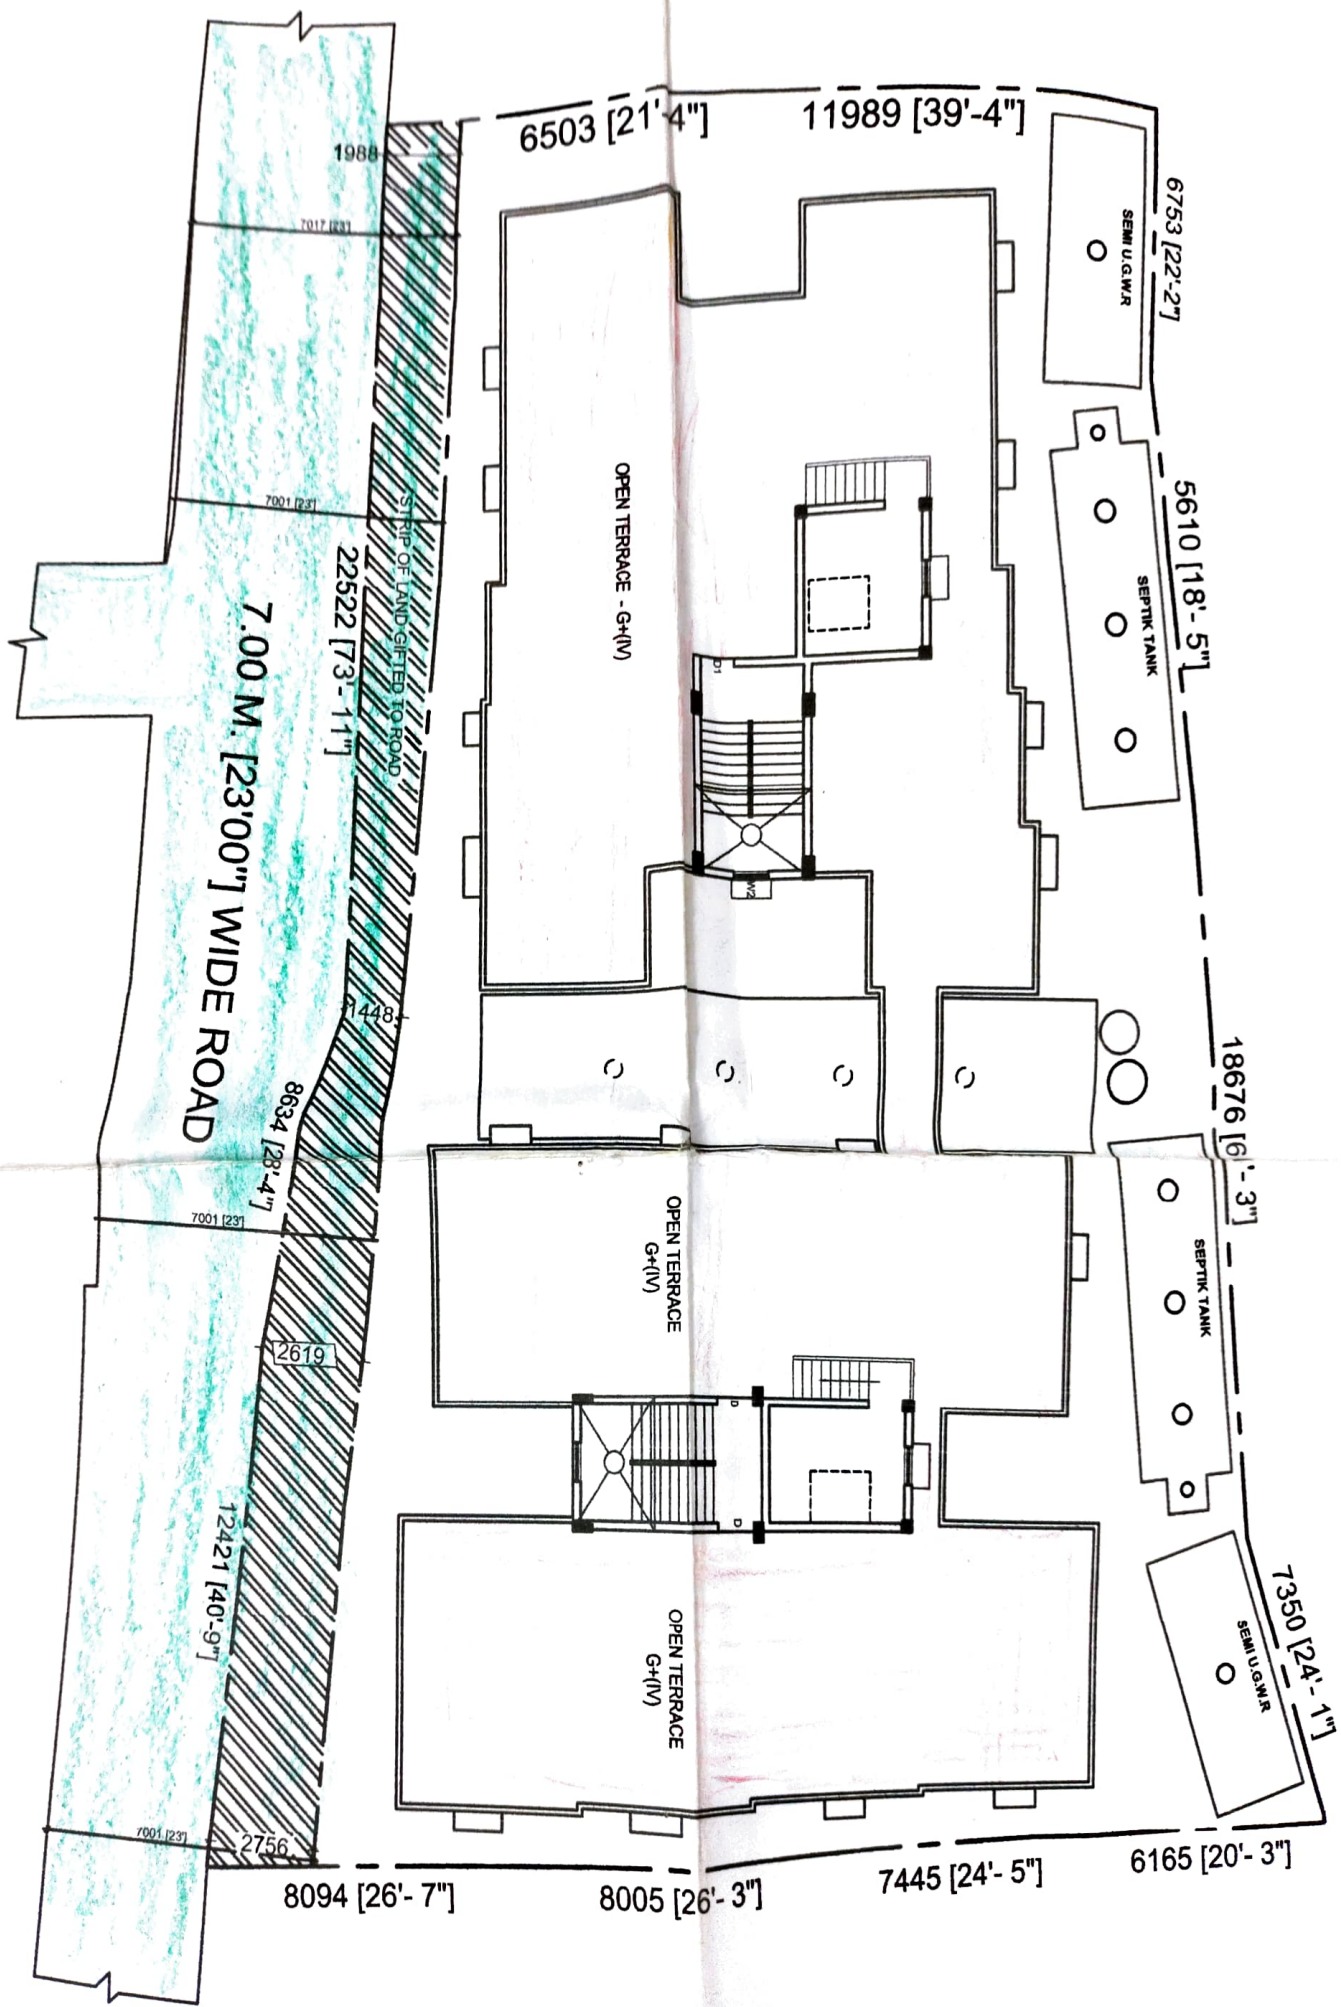 6503 [21'-4"]
11989 [39'-4"]
1988
6753 [22'-2"]
SEMI U.G.W.R
7017 [23']
OPEN TERRACE - G+(IV)
7001 [23']
STRIP OF LAND GIFTED TO ROAD
5610 [18'- 5"]
SEPTIK TANK
22522 [73'- 11"]
7.00 M. [23'00"] WIDE ROAD
D1
W2
1448
18676 [6'- 3"]
8634 [28'-4"]
7001 [23']
OPEN TERRACE
G+(IV)
SEPTIK TANK
2619
D
D
12421 [40'-9"]
OPEN TERRACE
G+(IV)
7350 [24'- 1"]
SEMI U.G.W.R
7001 [23']
2756
8094 [26'- 7"]
8005 [26'- 3"]
7445 [24'- 5"]
6165 [20'- 3"]